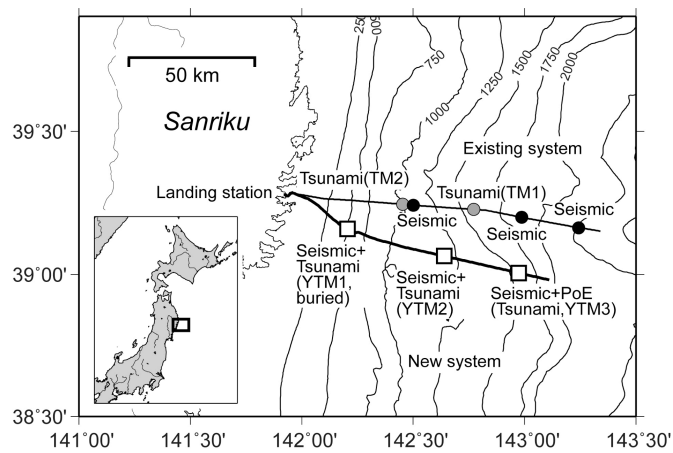 250
500
750
1000
1250
1500
1750
2000
50 km
Sanriku
39°30'
Existing system
Tsunami(TM2)
Tsunami(TM1)
Landing station
Seismic
Seismic
Seismic
39°00'
Seismic+
Tsunami
(YTM1,
buried)
Seismic+
Tsunami
(YTM2)
Seismic+PoE
(Tsunami,YTM3)
New system
38°30'
141°00'
141°30'
142°00'
142°30'
143°00'
143°30'